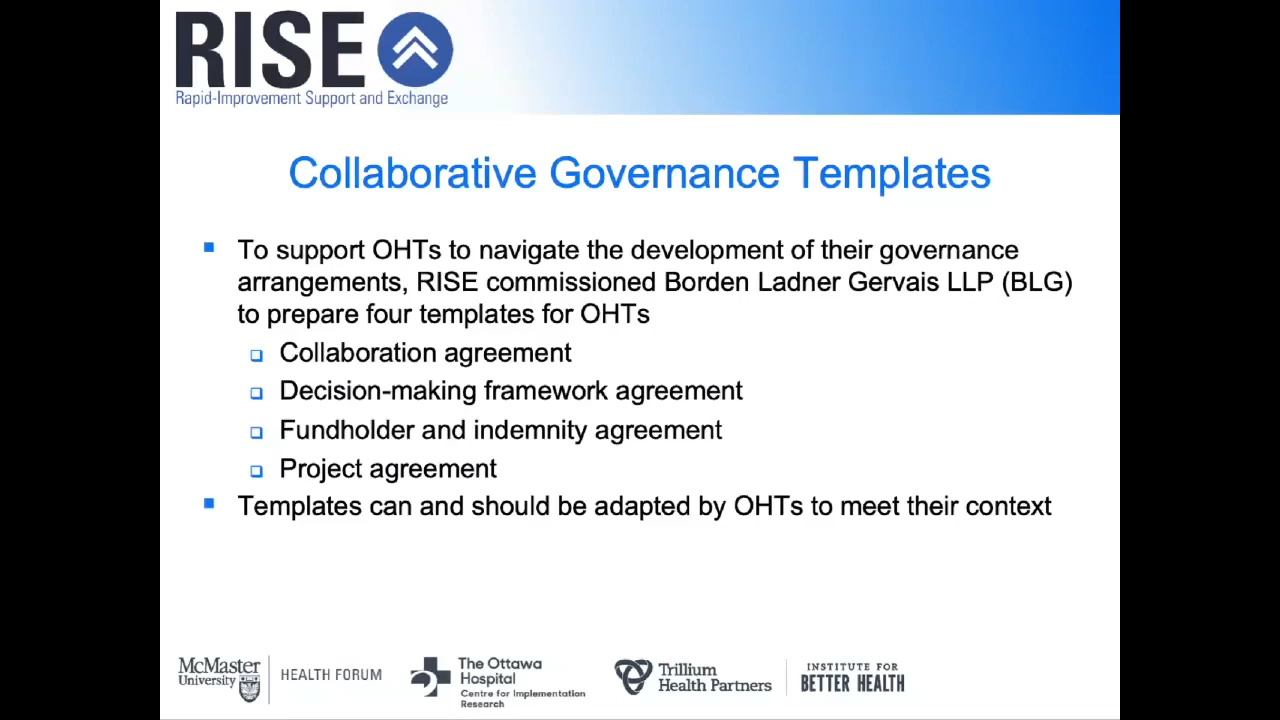 RISE
Rapid-Improvement Support and Exchange
Collaborative Governance Templates
To support OHTs to navigate the development of their governance
arrangements, RISE commissioned Borden Ladner Gervais LLP (BLG)
to prepare four templates for OHTs
Collaboration agreement
Decision-making framework agreement
Fundholder and indemnity agreement
Project agreement
Templates can and should be adapted by OHTs to meet their context
McMaster
University
HEALTH FORUM
The Ottawa
Hospital
Centre for Implementation
Research
Trillium
Health Partners
INSTITUTE FOR
BETTER HEALTH